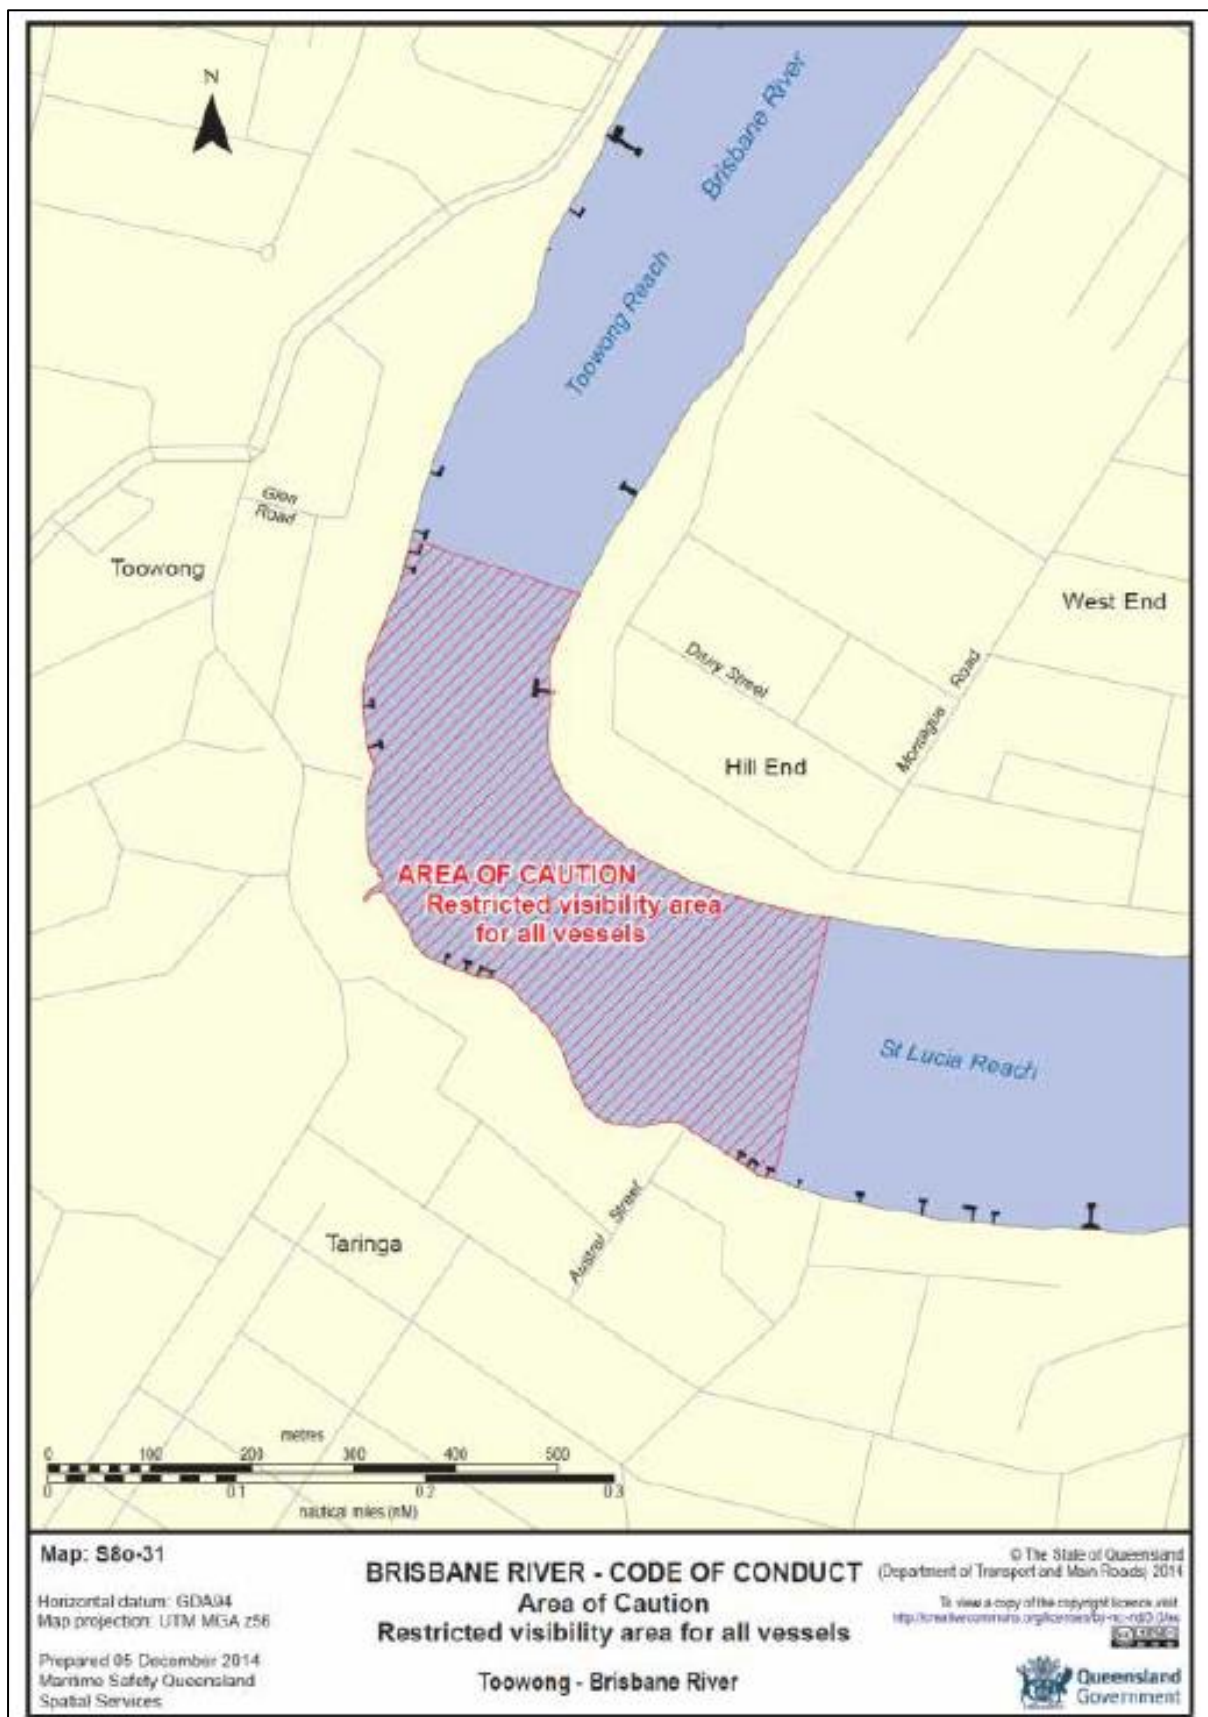 N
Brisbane River
Toowong Reach
Glen
Road
Toowong
West End
Drury Street
Montague Road
Hill End
AREA OF CAUTION
Restricted visibility area
for all vessels
St Lucia Reach
Austral Street
Taringa
metres
0 100 200 300 400 500
0 0.1 0.2 0.3
nautical miles (nM)
Map: S8o-31
Horizontal datum: GDA94
Map projection: UTM MGA z56
Prepared 05 December 2014
Maritime Safety Queensland
Spatial Services
BRISBANE RIVER - CODE OF CONDUCT
Area of Caution
Restricted visibility area for all vessels
Toowong - Brisbane River
© The State of Queensland
(Department of Transport and Main Roads) 2014
To view a copy of the copyright licence visit
Queensland
Government